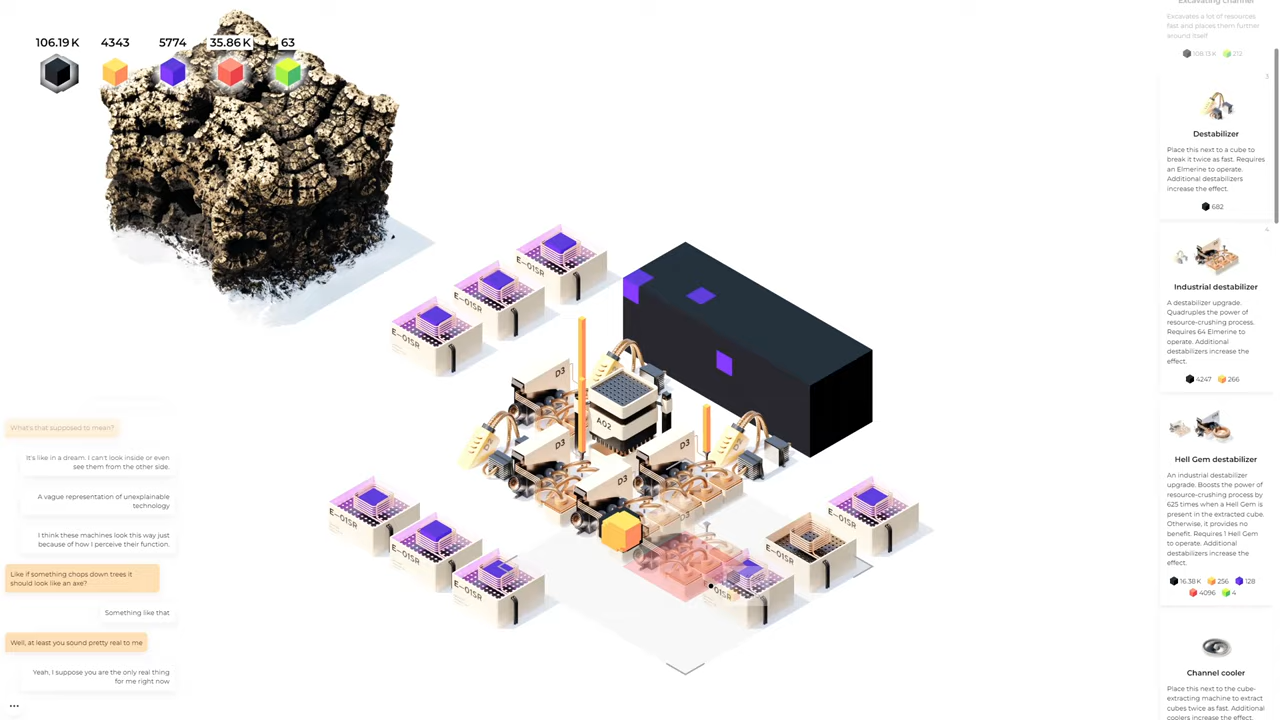 106.19 K 4343 5774 35.86 K 63
What's that supposed to mean?
It's like in a dream: I can't look inside or even
see them from the other side.
A vague representation of unexplainable
technology
I think these machines look this way just
because of how I perceive their function.
Like if something chops down trees it
should look like an axe?
Something like that
Well, at least you sound pretty real to me
Yeah, I suppose you are the only real thing
for me right now
E-01SR
E-01SR
E-01SR
D3
A02
D3
D3
D3
E-01SR
E-01SR
E-01SR
E-01SR
E-01SR
Excavating channel
Excavates a lot of resources
fast and places them further
around itself
108.13 K 212
3
Destabilizer
Place this next to a cube to
break it twice as fast. Requires
an Elmerine to operate.
Additional destabilizers
increase the effect.
682
4
Industrial destabilizer
A destabilizer upgrade.
Quadruples the power of
resource-crushing process.
Requires 64 Elmerine to
operate. Additional
destabilizers increase the
effect.
4247 266
Hell Gem destabilizer
An industrial destabilizer
upgrade. Boosts the power of
resource-crushing process by
625 times when a Hell Gem is
present in the extracted cube.
Otherwise, it provides no
benefit. Requires 1 Hell Gem
to operate. Additional
destabilizers increase the
effect.
16.38 K 256 128
4096 4
Channel cooler
Place this next to the cube-
extracting machine to extract
cubes twice as fast. Additional
coolers increase the effect.